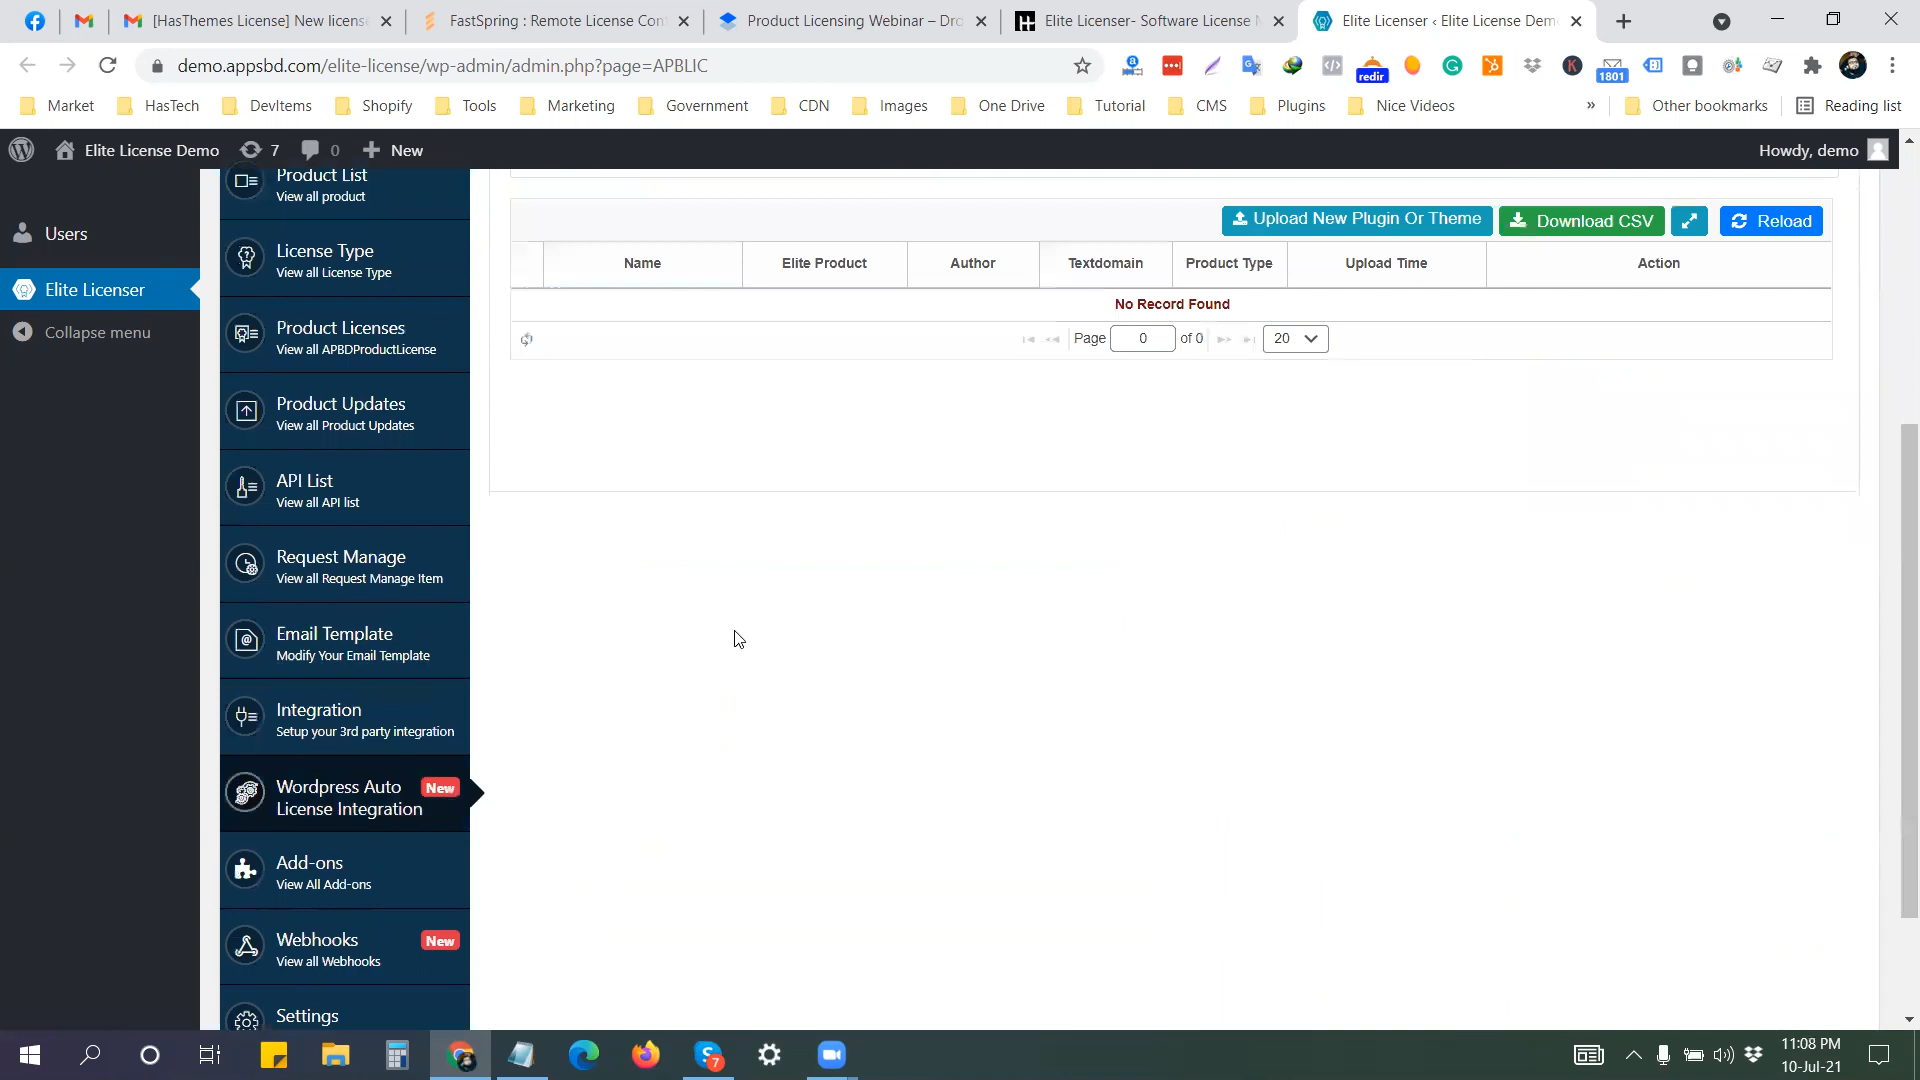 [HasThemes License] New license
FastSpring : Remote License Con
Product Licensing Webinar – Dro
Elite Licenser- Software License M
Elite Licenser ‹ Elite License Dem
demo.appsbd.com/elite-license/wp-admin/admin.php?page=APBLIC
redir
1801
Market
HasTech
DevItems
Shopify
Tools
Marketing
Government
CDN
Images
One Drive
Tutorial
CMS
Plugins
Nice Videos
»
Other bookmarks
Reading list
Elite License Demo
7
0
New
Howdy, demo
Users
Elite Licenser
Collapse menu
Product List
View all product
License Type
View all License Type
Product Licenses
View all APBDProductLicense
Product Updates
View all Product Updates
API List
View all API list
Request Manage
View all Request Manage Item
Email Template
Modify Your Email Template
Integration
Setup your 3rd party integration
Wordpress Auto
License Integration
New
Add-ons
View All Add-ons
Webhooks
New
View all Webhooks
Settings
Upload New Plugin Or Theme
Download CSV
Reload
Name
Elite Product
Author
Textdomain
Product Type
Upload Time
Action
No Record Found
Page 0 of 0
20
7
11:08 PM
10-Jul-21